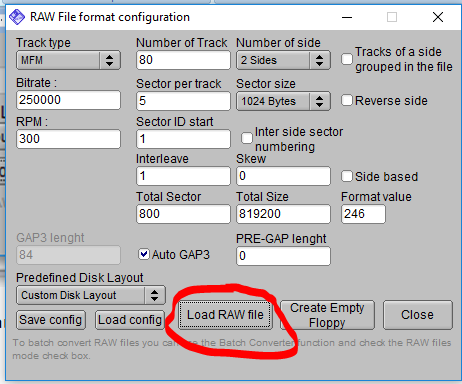 RAW File format configuration
Track type Number of Track Number of side
MFM 80 2 Sides Tracks of a side grouped in the file
Bitrate : Sector per track Sector size
250000 5 1024 Bytes Reverse side
RPM : Sector ID start
300 1 Inter side sector numbering
Interleave Skew
1 0 Side based
Total Sector Total Size Format value
800 819200 246
GAP3 lenght PRE-GAP lenght
84 Auto GAP3 0
Predefined Disk Layout
Custom Disk Layout
Save config Load config Load RAW file Create Empty Floppy Close
To batch convert RAW files you can use the Batch Converter function and check the RAW files
mode check box.